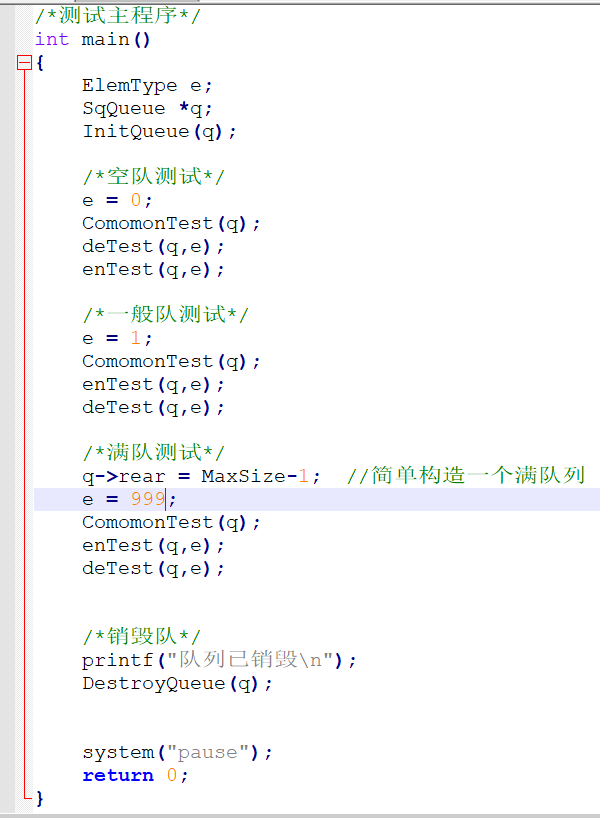 /*测试主程序*/
int main()
{
ElemType e;
SqQueue *q;
InitQueue(q);
/*空队测试*/
e = 0;
ComomonTest(q);
deTest(q,e);
enTest(q,e);
/*一般队测试*/
e = 1;
ComomonTest(q);
enTest(q,e);
deTest(q,e);
/*满队测试*/
q->rear = MaxSize-1; //简单构造一个满队列
e = 999;
ComomonTest(q);
enTest(q,e);
deTest(q,e);
/*销毁队*/
printf("队列已销毁\n");
DestroyQueue(q);
system("pause");
return 0;
}